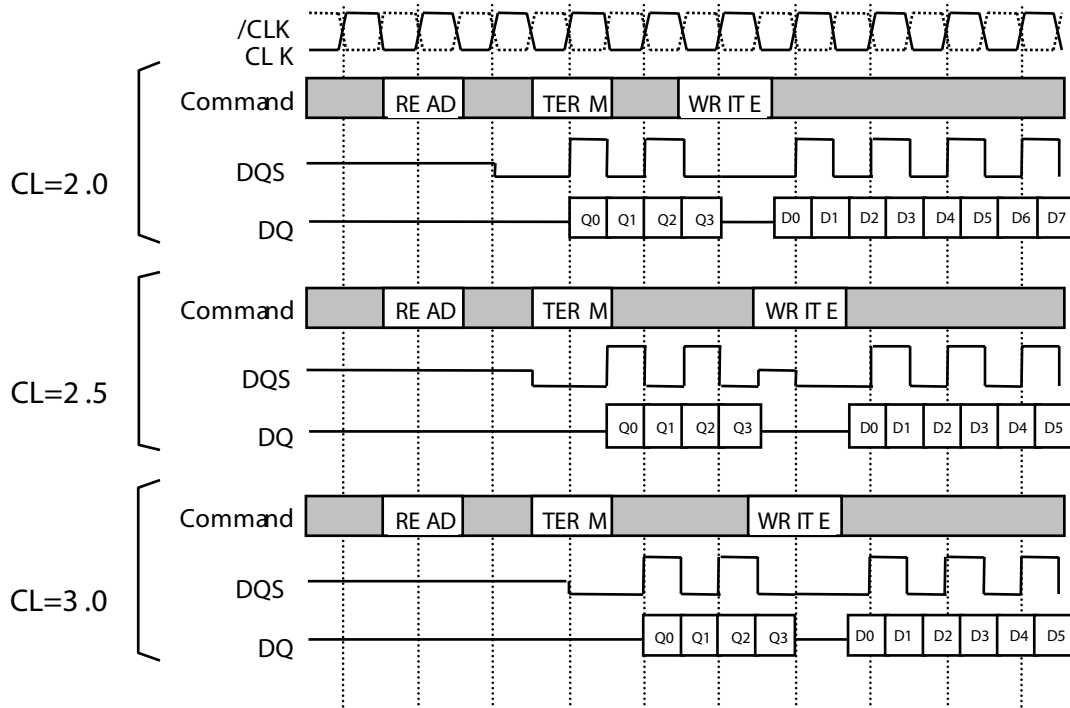 /CLK
CL K
Command RE AD TER M WR IT E
DQS
CL=2.0
DQ Q0 Q1 Q2 Q3 D0 D1 D2 D3 D4 D5 D6 D7
Command RE AD TER M WR IT E
DQS
CL=2.5
DQ Q0 Q1 Q2 Q3 D0 D1 D2 D3 D4 D5
Command RE AD TER M WR IT E
DQS
CL=3.0
DQ Q0 Q1 Q2 Q3 D0 D1 D2 D3 D4 D5